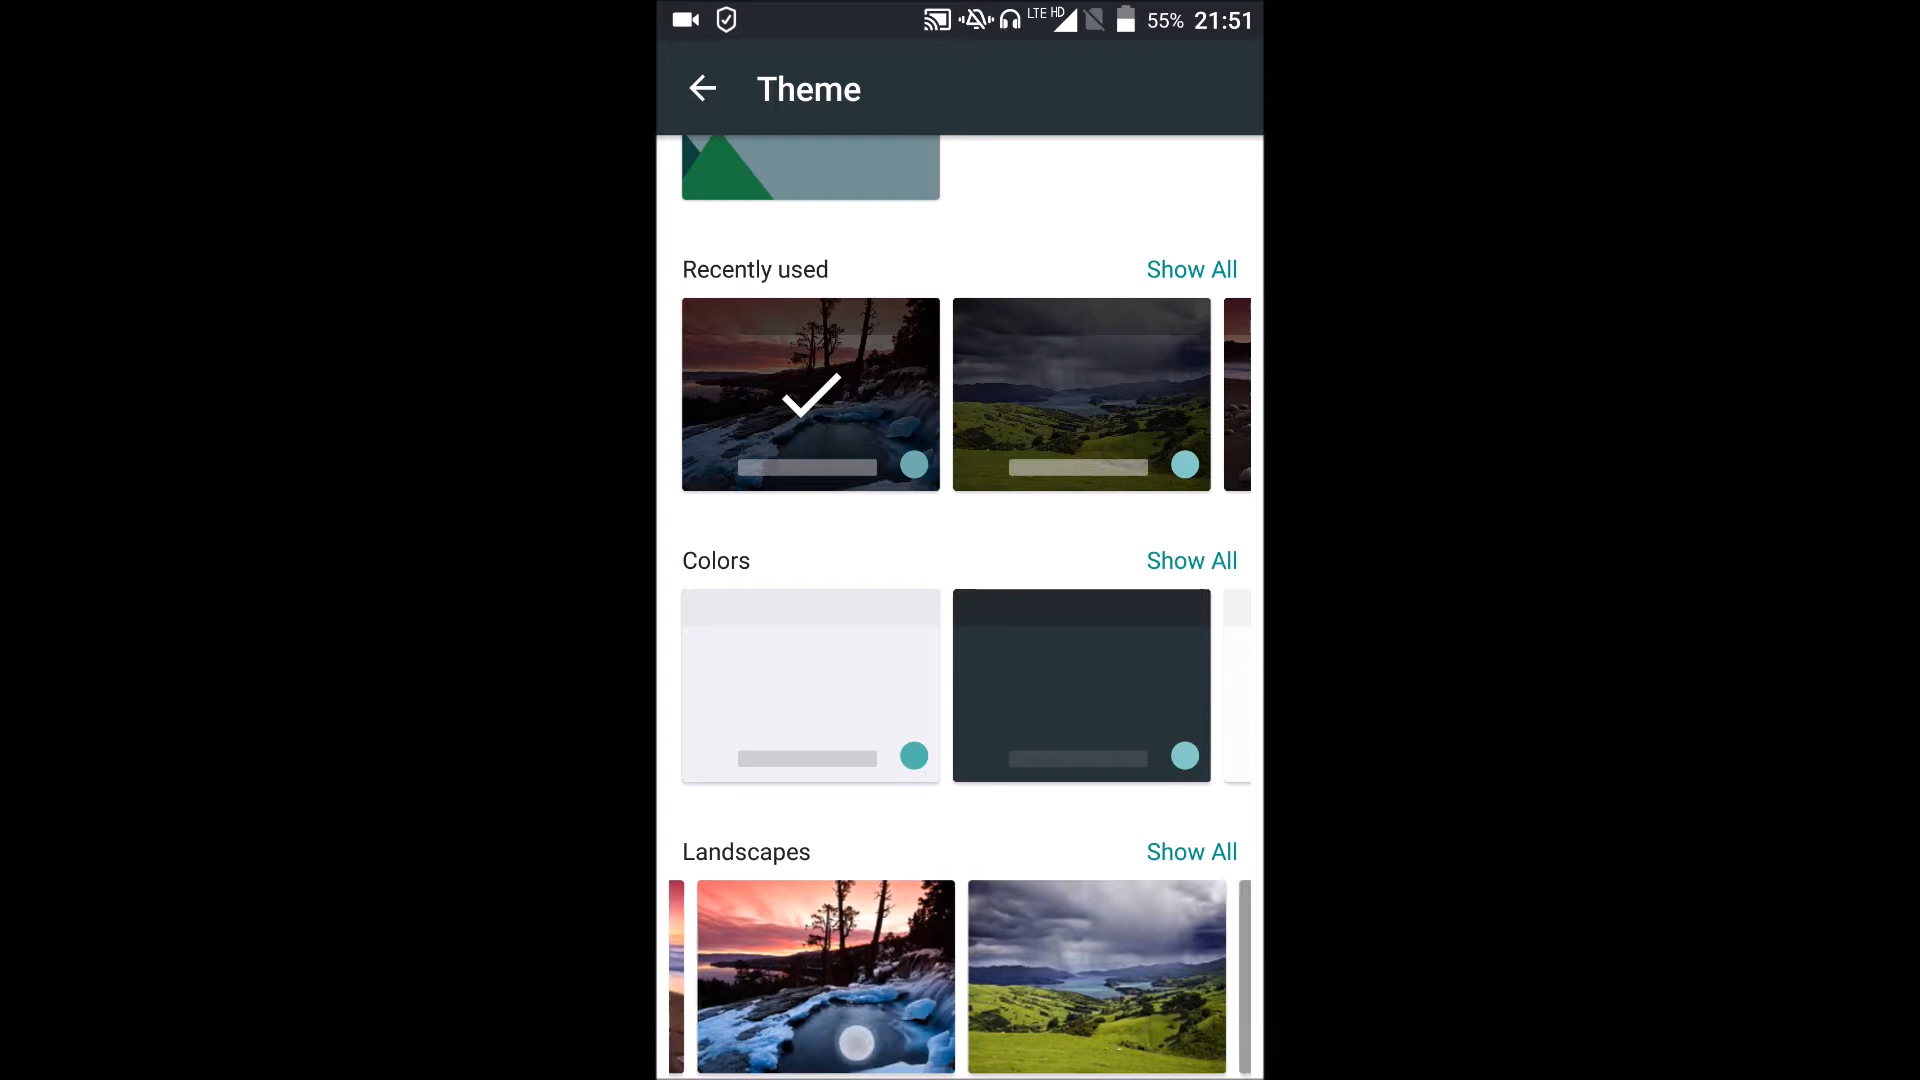 LTE HD 55% 21:51
Theme
Recently used Show All
Colors Show All
Landscapes Show All